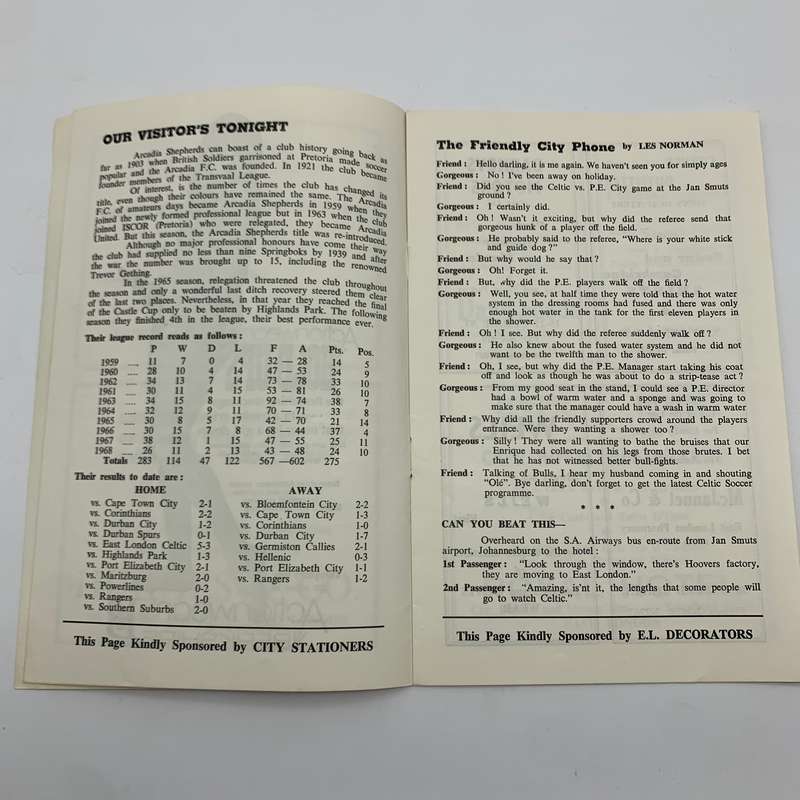 OUR VISITOR'S TONIGHT
Arcadia Shepherds can boast of a club history going back as
far as 1903 when British Soldiers garrisoned at Pretoria made soccer
popular and the Arcadia F.C. was founded. In 1921 the club became
founder members of the Transvaal League.
Of interest, is the number of times the club has changed its
title, even though their colours have remained the same. The Arcadia
F.C. of amateurs days became Arcadia Shepherds in 1959 when they
joined the newly formed professional league but in 1963 when the club
joined ISCOR (Pretoria) who were relegated, they became Arcadia
United. But this season, the Arcadia Shepherds title was re-introduced.
Although no major professional honours have come their way
the club had supplied no less than nine Springboks by 1939 and after
the war the number was brought up to 15, including the renowned
Trevor Gething.
In the 1965 season, relegation threatened the club throughout
the season and only a wonderful last ditch recovery steered them clear
of the last two places. Nevertheless, in that year they reached the final
of the Castle Cup only to be beaten by Highlands Park. The following
season they finished 4th in the league, their best performance ever.
Their league record reads as follows :
P W D L F A Pts. Pos.
1959 .... 11 7 0 4 32 — 28 14 5
1960 .... 28 10 4 14 47 — 53 24 9
1962 .... 34 13 7 14 73 — 78 33 10
1961 .... 30 11 4 15 53 — 81 26 10
1963 .... 34 15 8 11 92 — 74 38 7
1964 .... 32 12 9 11 70 — 71 33 8
1965 .... 30 8 5 17 42 — 70 21 14
1966 .... 30 15 7 8 68 — 44 37 4
1967 .... 38 12 1 15 47 — 55 25 11
1968 .... 26 11 2 13 43 — 48 24 10
Totals 283 114 47 122 567 —602 275
Their results to date are :
HOME
vs. Cape Town City 2-1
vs. Corinthians 2-2
vs. Durban City 1-2
vs. Durban Spurs 0-1
vs. East London Celtic 5-3
vs. Highlands Park 1-3
vs. Port Elizabeth City 2-1
vs. Maritzburg 2-0
vs. Powerlines 0-2
vs. Rangers 1-0
vs. Southern Suburbs 2-0
AWAY
vs. Bloemfontein City 2-2
vs. Cape Town City 1-3
vs. Corinthians 1-0
vs. Durban City 1-7
vs. Germiston Callies 2-1
vs. Hellenic 0-3
vs. Port Elizabeth City 1-1
vs. Rangers 1-2
This Page Kindly Sponsored by CITY STATIONERS
The Friendly City Phone by LES NORMAN
Friend : Hello darling, it is me again. We haven't seen you for simply ages
Gorgeous : No ! I've been away on holiday.
Friend : Did you see the Celtic vs. P.E. City game at the Jan Smuts
ground ?
Gorgeous : I certainly did.
Friend : Oh ! Wasn't it exciting, but why did the referee send that
gorgeous hunk of a player off the field.
Gorgeous : He probably said to the referee, "Where is your white stick
and guide dog ?"
Friend : But why would he say that ?
Gorgeous : Oh! Forget it.
Friend : But, why did the P.E. players walk off the field ?
Gorgeous : Well, you see, at half time they were told that the hot water
system in the dressing rooms had fused and there was only
enough hot water in the tank for the first eleven players in
the shower.
Friend : Oh ! I see. But why did the referee suddenly walk off ?
Gorgeous : He also knew about the fused water system and he did not
want to be the twelfth man to the shower.
Friend : Oh, I see, but why did the P.E. Manager start taking his coat
off and look as though he was about to do a strip-tease act ?
Gorgeous : From my good seat in the stand, I could see a P.E. director
had a bowl of warm water and a sponge and was going to
make sure that the manager could have a wash in warm water
Friend : Why did all the friendly supporters crowd around the players
entrance. Were they wanting a shower too ?
Gorgeous : Silly ! They were all wanting to bathe the bruises that our
Enrique had collected on his legs from those brutes. I bet
that he has not witnessed better bull-fights.
Friend : Talking of Bulls, I hear my husband coming in and shouting
"Olé". Bye darling, don't forget to get the latest Celtic Soccer
programme.
* * *
CAN YOU BEAT THIS—
Overheard on the S.A. Airways bus en-route from Jan Smuts
airport, Johannesburg to the hotel :
1st Passenger : "Look through the window, there's Hoovers factory,
they are moving to East London."
2nd Passenger : "Amazing, is'nt it, the lengths that some people will
go to watch Celtic."
This Page Kindly Sponsored by E.L. DECORATORS